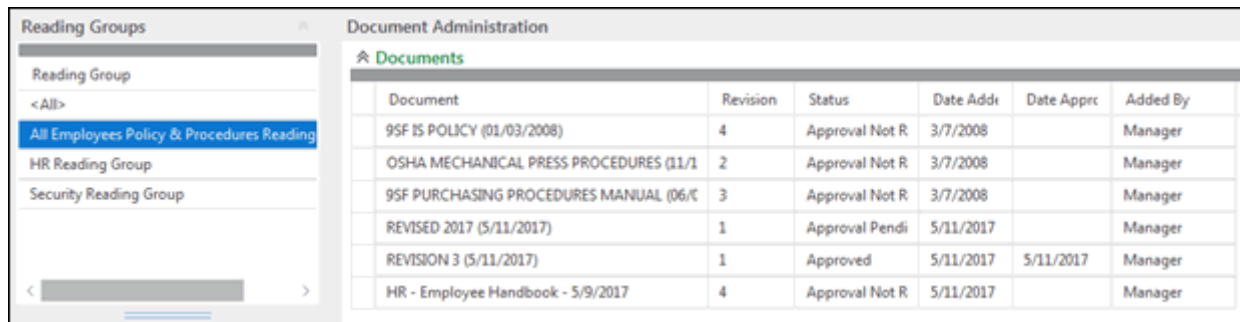 Reading Groups
Document Administration
Documents
Reading Group
<All>
All Employees Policy & Procedures Reading
HR Reading Group
Security Reading Group
Document Revision Status Date Adde Date Appro Added By
9SF IS POLICY (01/03/2008) 4 Approval Not R 3/7/2008 Manager
OSHA MECHANICAL PRESS PROCEDURES (11/1 2 Approval Not R 3/7/2008 Manager
9SF PURCHASING PROCEDURES MANUAL (06/0 3 Approval Not R 3/7/2008 Manager
REVISED 2017 (5/11/2017) 1 Approval Pendi 5/11/2017 Manager
REVISION 3 (5/11/2017) 1 Approved 5/11/2017 5/11/2017 Manager
HR - Employee Handbook - 5/9/2017 4 Approval Not R 5/11/2017 Manager